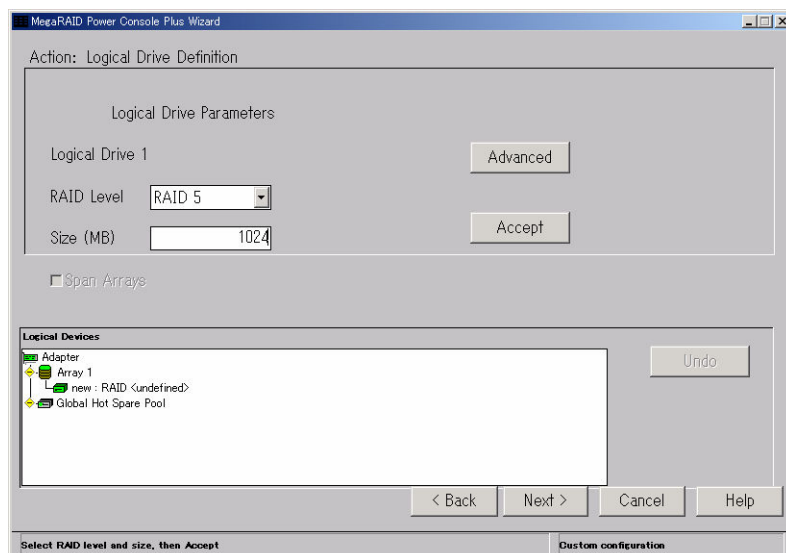 MegaRAID Power Console Plus Wizard
Action: Logical Drive Definition
Logical Drive Parameters
Logical Drive 1
Advanced
RAID Level RAID 5
Size (MB) 1024
Accept
Span Arrays
Logical Devices
Adapter
Array 1
new : RAID <undefined>
Global Hot Spare Pool
Undo
< Back Next > Cancel Help
Select RAID level and size, then Accept Custom configuration